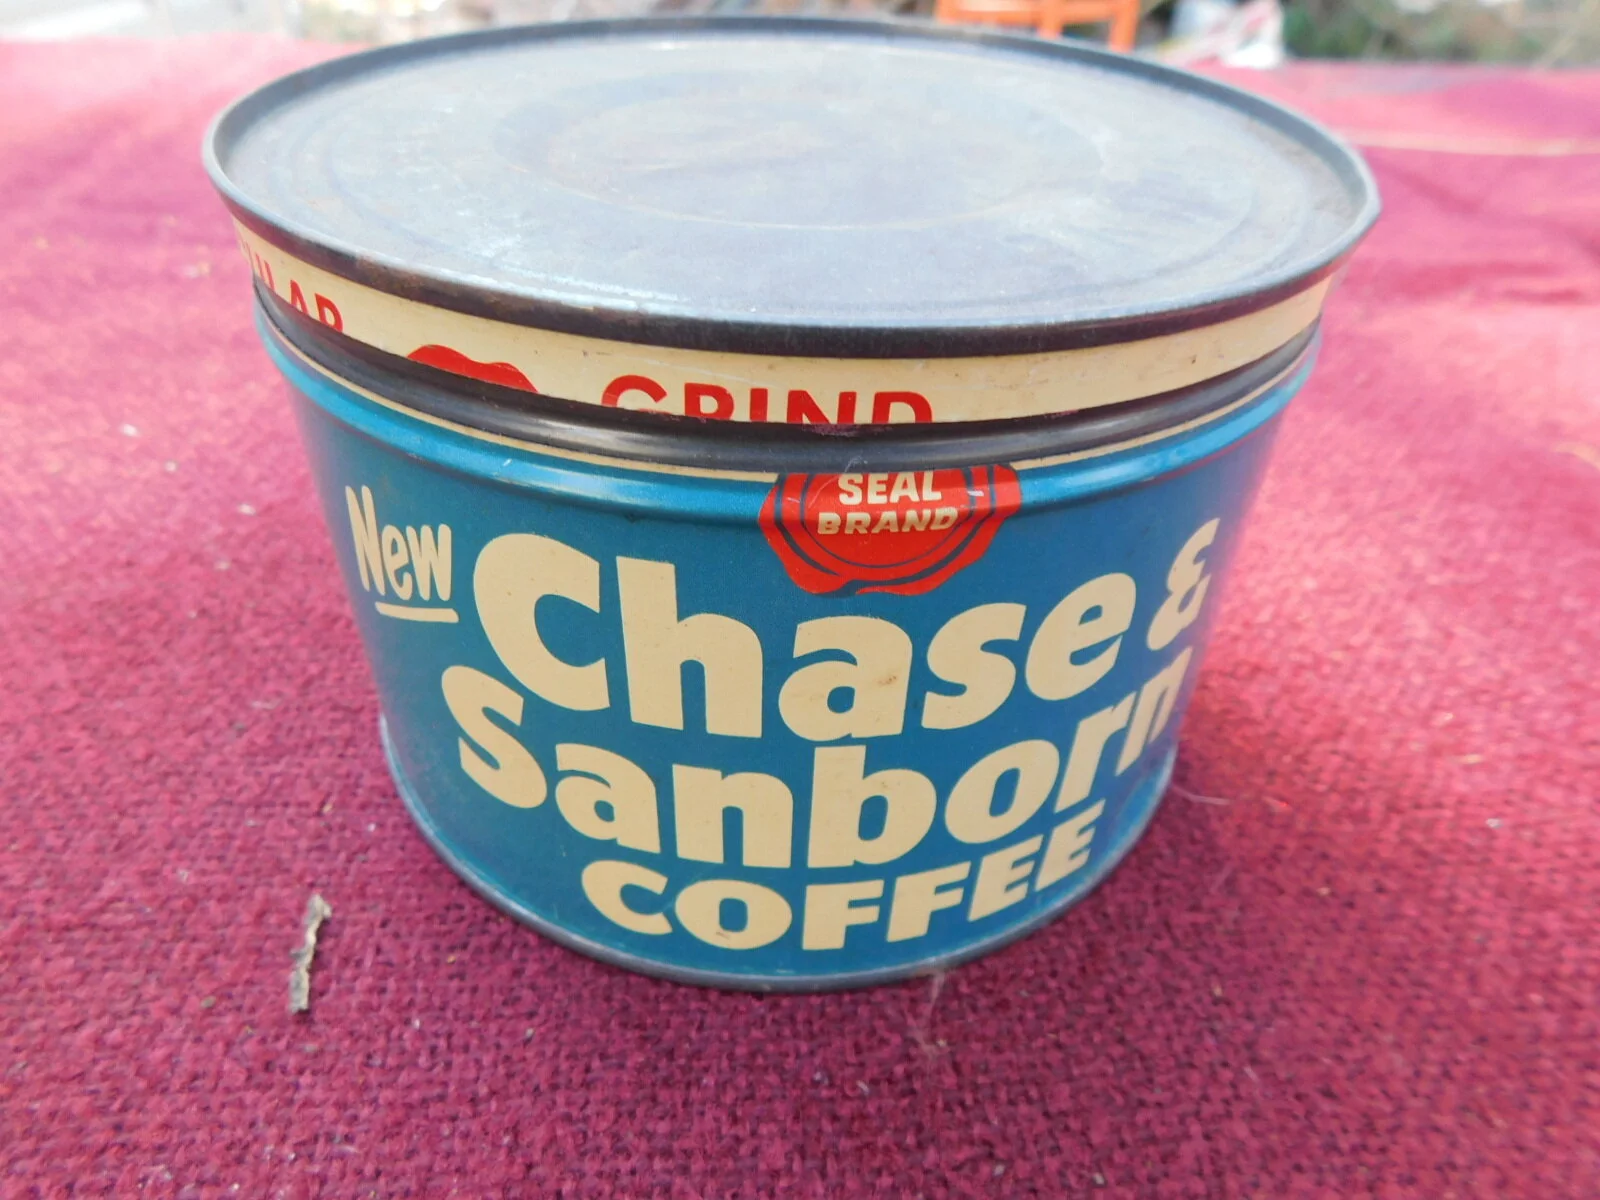 GRIND
SEAL
BRAND
New
Chase &
Sanborn
COFFEE